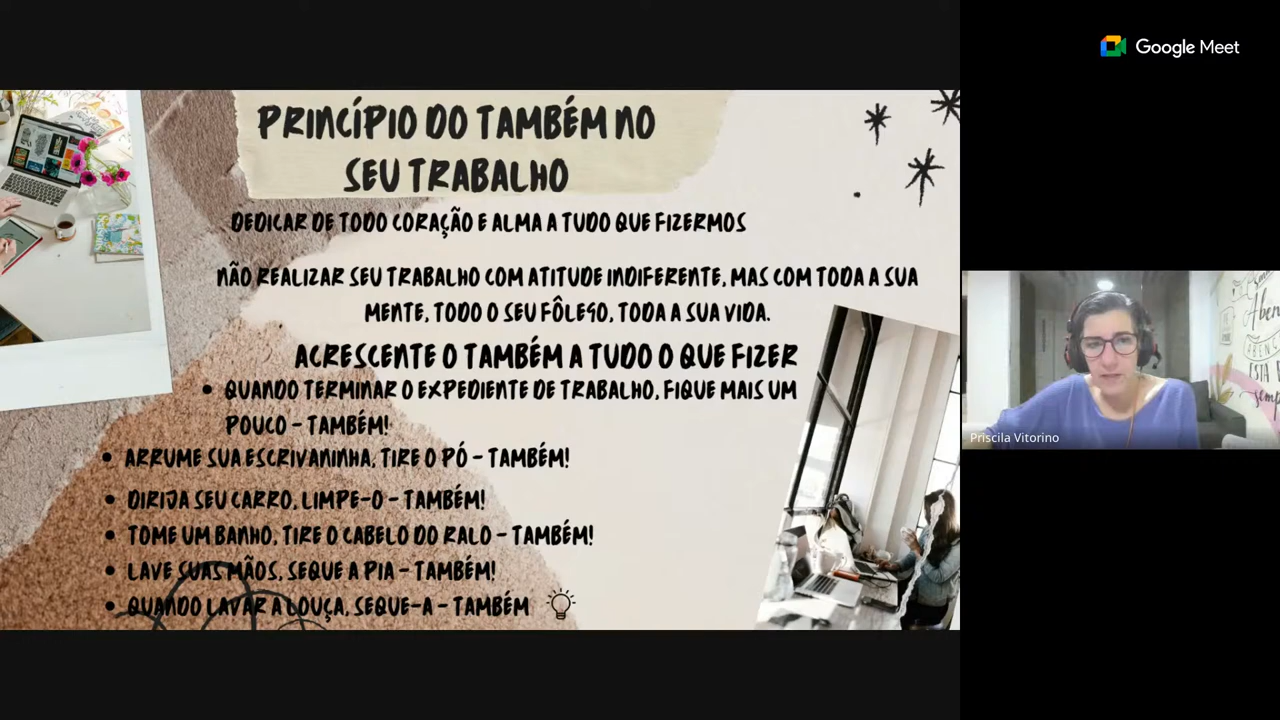 Google Meet
PRINCÍPIO DO TAMBÉM NO
SEU TRABALHO
DEDICAR DE TODO CORAÇÃO E ALMA A TUDO QUE FIZERMOS
NÃO REALIZAR SEU TRABALHO COM ATITUDE INDIFERENTE, MAS COM TODA A SUA
MENTE, TODO O SEU FÔLEGO, TODA A SUA VIDA.
ACRESCENTE O TAMBÉM A TUDO O QUE FIZER
• QUANDO TERMINAR O EXPEDIENTE DE TRABALHO, FIQUE MAIS UM
POUCO - TAMBÉM!
• ARRUME SUA ESCRIVANINHA, TIRE O PÓ - TAMBÉM!
• DIRIJA SEU CARRO, LIMPE-O - TAMBÉM!
• TOME UM BANHO, TIRE O CABELO DO RALO - TAMBÉM!
• LAVE SUAS MÃOS, SEQUE A PIA - TAMBÉM!
• QUANDO LAVAR A LOUÇA, SEQUE-A - TAMBÉM
Priscila Vitorino